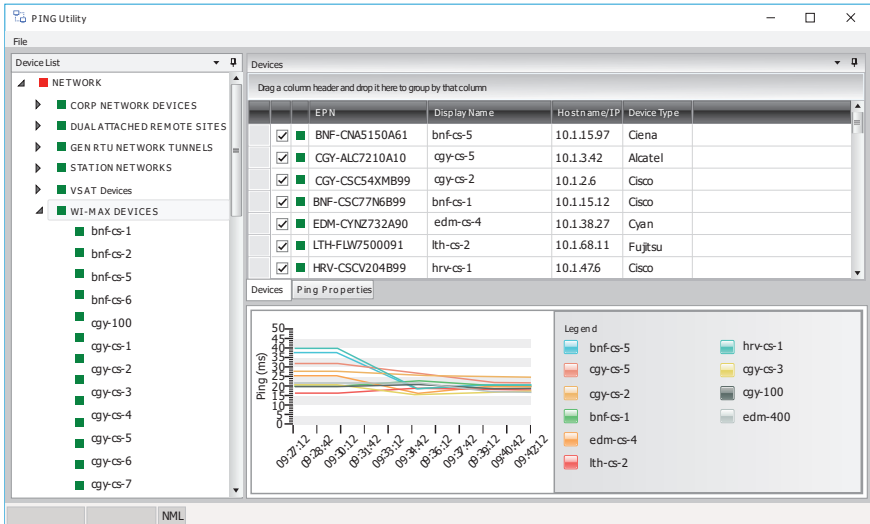 PING Utility
File
Device List
NETWORK
CORP NETWORK DEVICES
DUAL ATTACHED REMOTE SITES
GEN RTU NETWORK TUNNELS
STATION NETWORKS
VSAT Devices
WI-MAX DEVICES
bnf-cs-1
bnf-cs-2
bnf-cs-5
bnf-cs-6
cgy-100
cgy-cs-1
cgy-cs-2
cgy-cs-3
cgy-cs-4
cgy-cs-5
cgy-cs-6
cgy-cs-7
Devices
Drag a column header and drop it here to group by that column
EPN Display Name Hostname/IP Device Type
BNF-CNA5150A61 bnf-cs-5 10.1.15.97 Ciena
CGY-ALC7210A10 cgy-cs-5 10.1.3.42 Alcatel
CGY-CSC54XMB99 cgy-cs-2 10.1.2.6 Cisco
BNF-CSC77N6B99 bnf-cs-1 10.1.15.12 Cisco
EDM-CYNZ732A90 edm-cs-4 10.1.38.27 Cyan
LTH-FLW7500091 lth-cs-2 10.1.68.11 Fujitsu
HRV-CSCV204B99 hrv-cs-1 10.1.47.6 Cisco
Devices Ping Properties
Ping (ms)
50
45
40
35
30
25
20
15
10
5
0
09:27:12 09:28:42 09:30:12 09:31:42 09:33:12 09:34:42 09:36:12 09:37:42 09:39:12 09:40:42 09:42:12
Legend
bnf-cs-5
cgy-cs-5
cgy-cs-2
bnf-cs-1
edm-cs-4
lth-cs-2
hrv-cs-1
cgy-cs-3
cgy-100
edm-400
NML